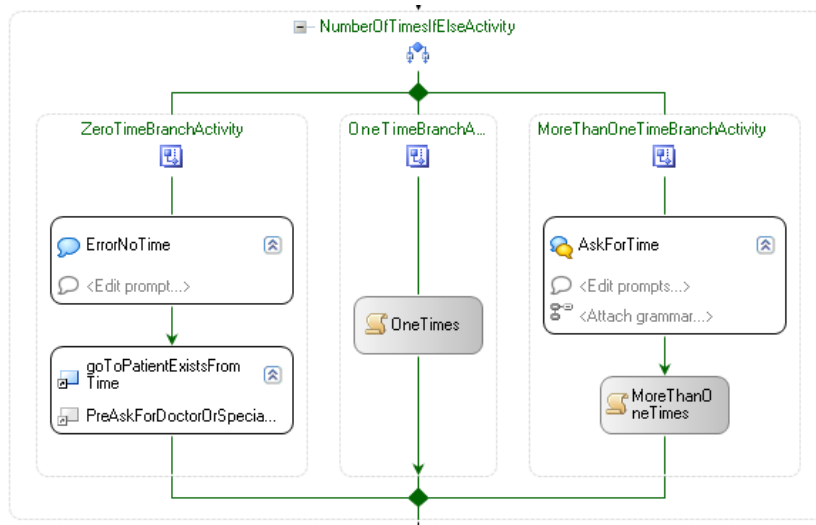 NumberOfTimesIfElseActivity
ZeroTimeBranchActivity
OneTimeBranchA...
MoreThanOneTimeBranchActivity
ErrorNoTime
<Edit prompt...>
goToPatientExistsFrom
Time
PreAskForDoctorOrSpecia...
OneTimes
AskForTime
<Edit prompts...>
<Attach grammar...>
MoreThanO
neTimes